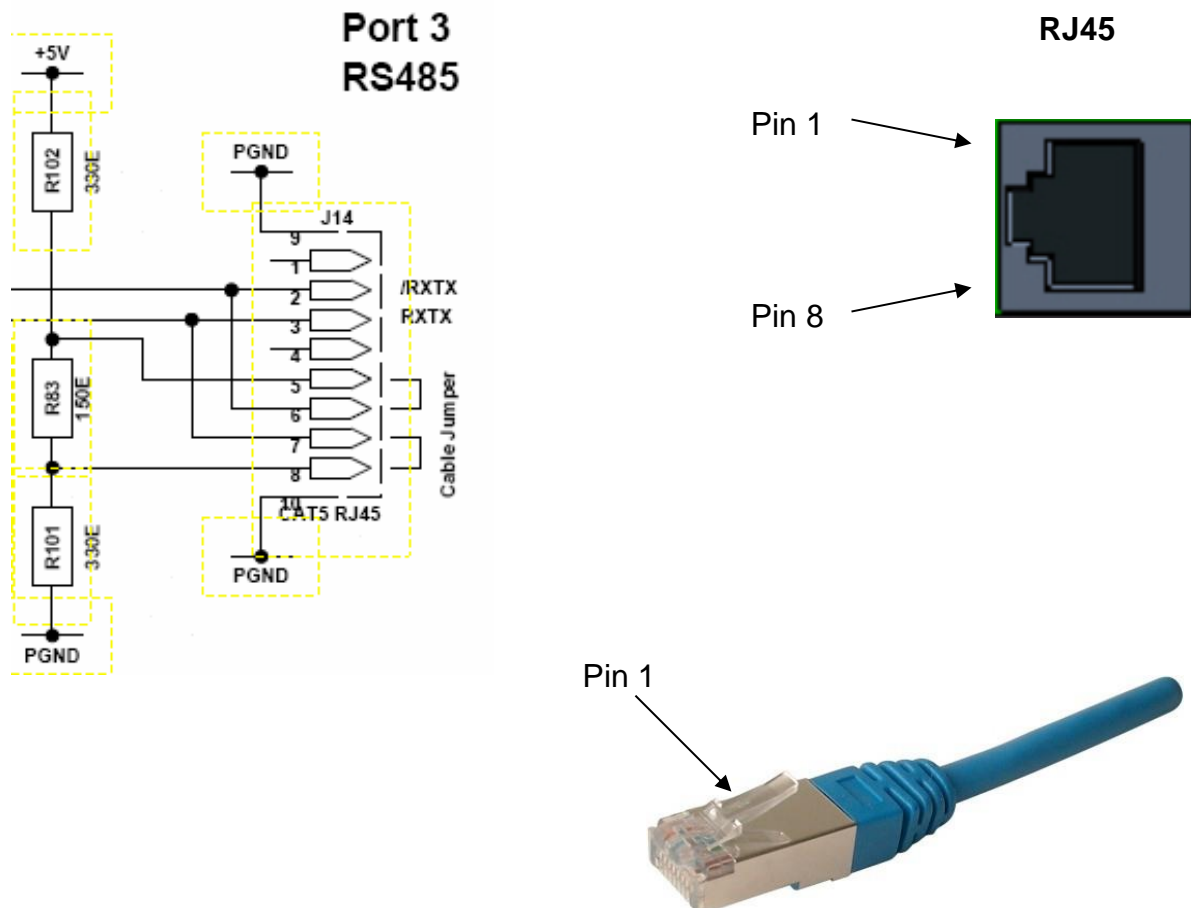 Port 3
RS485
+5V
R102
330E
PGND
J14
9
1
2
/RXTX
3
RXTX
4
5
6
7
8
10
CAT5 RJ45
Cable Jumper
R83
150E
R101
330E
PGND
PGND
RJ45
Pin 1
Pin 8
Pin 1